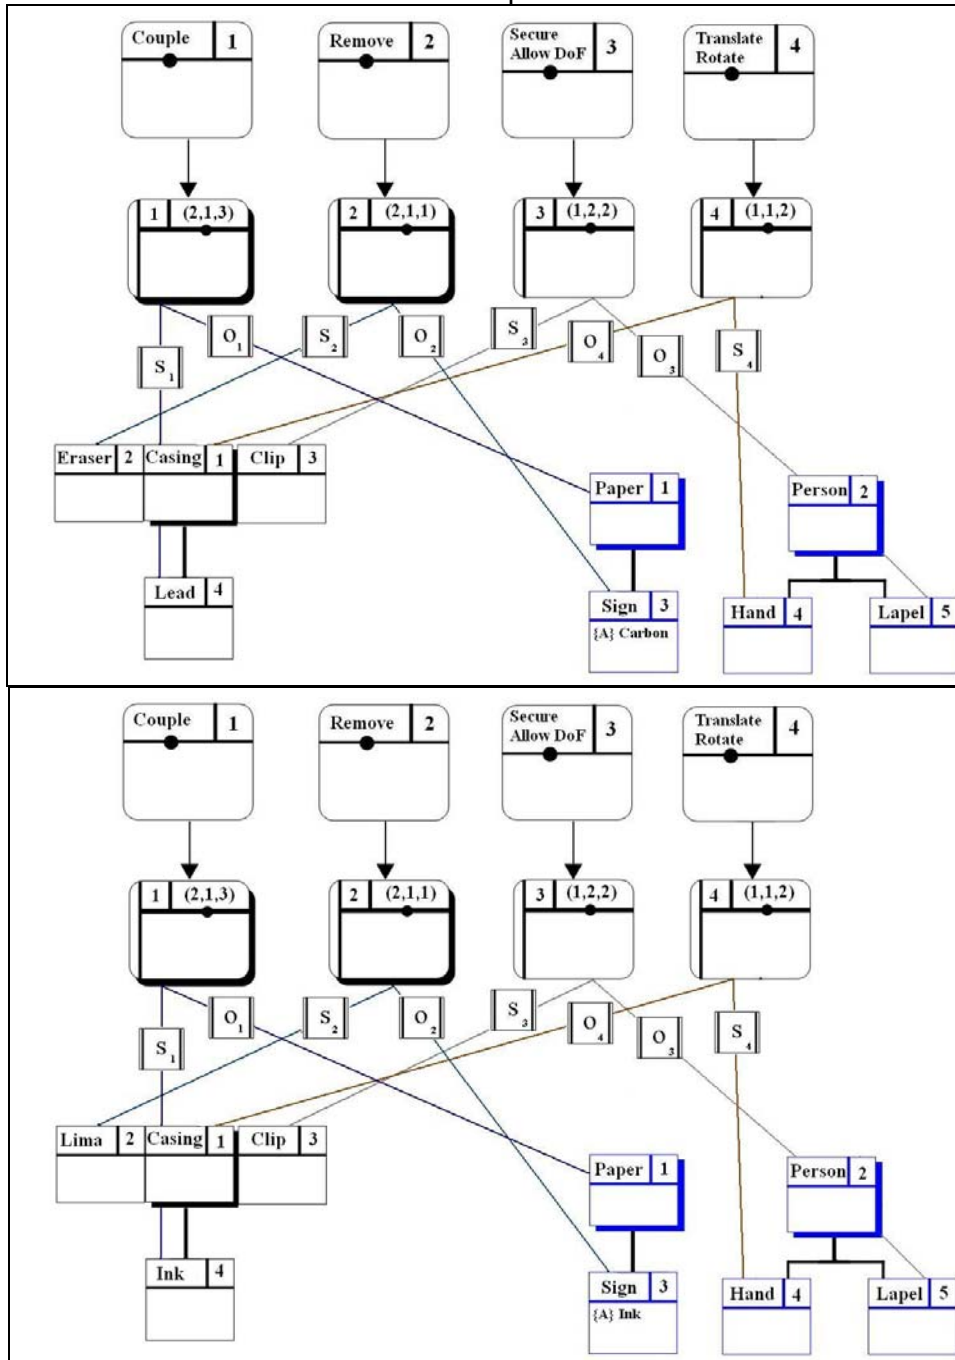 Couple 1
Remove 2
Secure
Allow DoF 3
Translate
Rotate 4
1 (2,1,3)
2 (2,1,1)
3 (1,2,2)
4 (1,1,2)
S1
O1
S2
O2
S3
O4
O3
S4
Eraser 2
Casing 1
Clip 3
Lead 4
Paper 1
Sign 3
{A} Carbon
Person 2
Hand 4
Lapel 5
Couple 1
Remove 2
Secure
Allow DoF 3
Translate
Rotate 4
1 (2,1,3)
2 (2,1,1)
3 (1,2,2)
4 (1,1,2)
S1
O1
S2
O2
S3
O4
O3
S4
Lima 2
Casing 1
Clip 3
Ink 4
Paper 1
Sign 3
{A} Ink
Person 2
Hand 4
Lapel 5